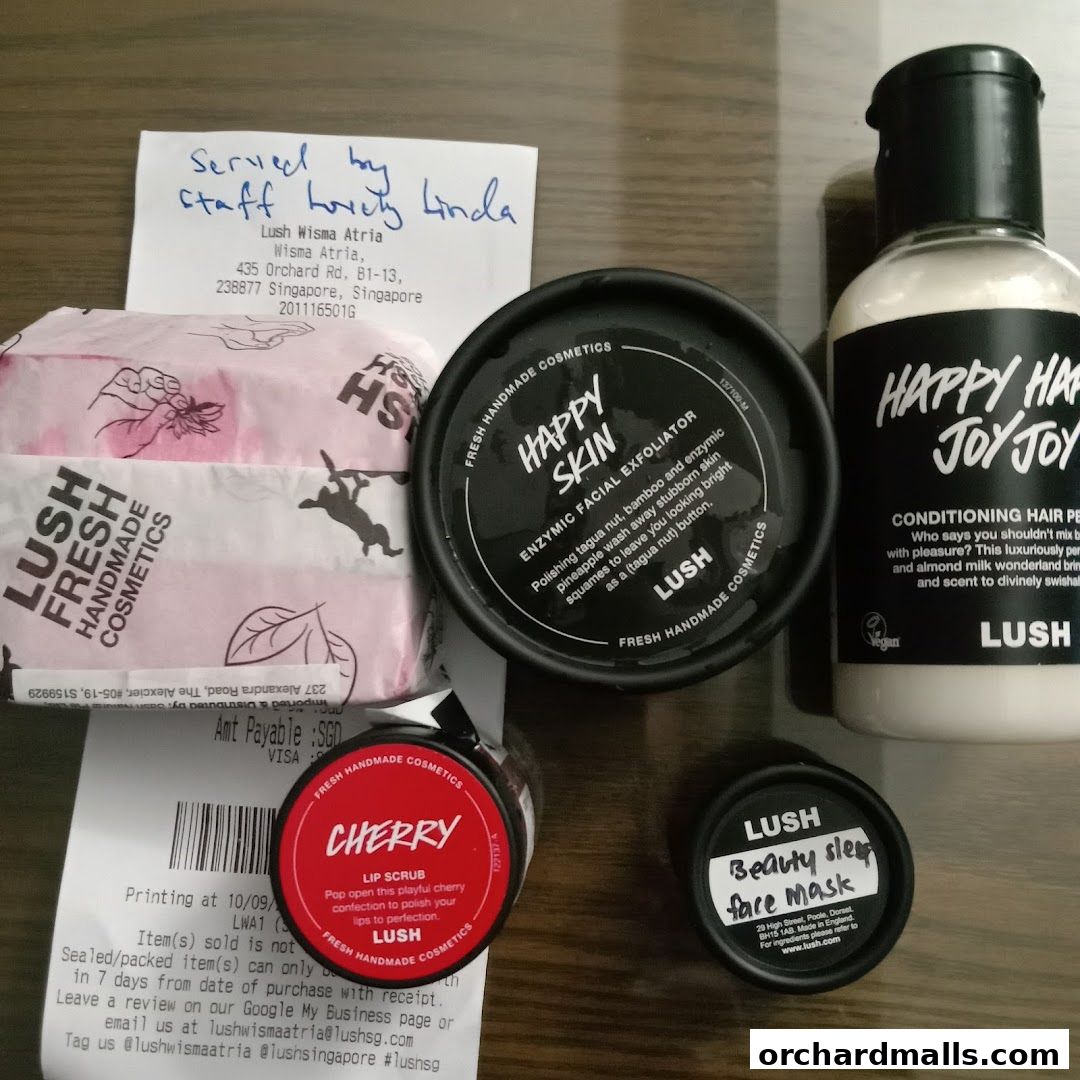 Served by
staff Lovely Linda
Lush Wisma Atria
Wisma Atria,
435 Orchard Rd, B1-13,
238877 Singapore, Singapore
201116501G
LUSH
FRESH
HANDMADE
COSMETICS
237 Alexandra Road, The Alexcier, #05-19, S159929
Imported & Distributed by:
Amt Payable :SGD
VISA
Printing at 10/09/
LWA1
Item(s) sold is not
Sealed/packed item(s) can only
in 7 days from date of purchase with receipt.
Leave a review on our Google My Business page or
email us at lushwismaatria@lushsg.com
Tag us @lushwismaatria @lushsingapore #lushsg
FRESH HANDMADE COSMETICS
HAPPY
SKIN
ENZYMIC FACIAL EXFOLIATOR
Polishing tagua nut, bamboo and enzymic
pineapple wash away stubborn skin
squames to leave you looking bright
as a (tagua nut) button.
LUSH
FRESH HANDMADE COSMETICS
137109-M
HAPPY HA
JOY JOY
CONDITIONING HAIR PE
Who says you shouldn't mix b
with pleasure? This luxuriously per
and almond milk wonderland brin
and scent to divinely swisha
vegan
LUSH
FRESH HANDMADE COSMETICS
CHERRY
LIP SCRUB
Pop open this playful cherry
confection to polish your
lips to perfection.
LUSH
FRESH HANDMADE COSMETICS
122137-A
LUSH
Beauty sleep
face Mask
29 High Street, Poole, Dorset,
BH15 1AB. Made in England.
For ingredients please refer to
www.lush.com
orchardmalls.com